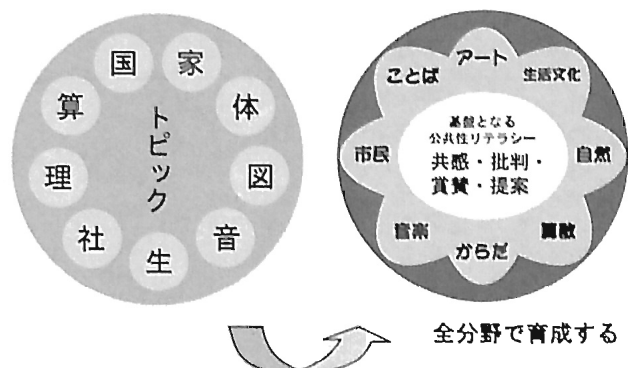 国
家
体
図
音
生
社
理
算
トピック
アート
生活文化
自然
算数
からだ
音楽
市民
ことば
基盤となる
公共性リテラシー
共感・批判・
賞賛・提案
全分野で育成する